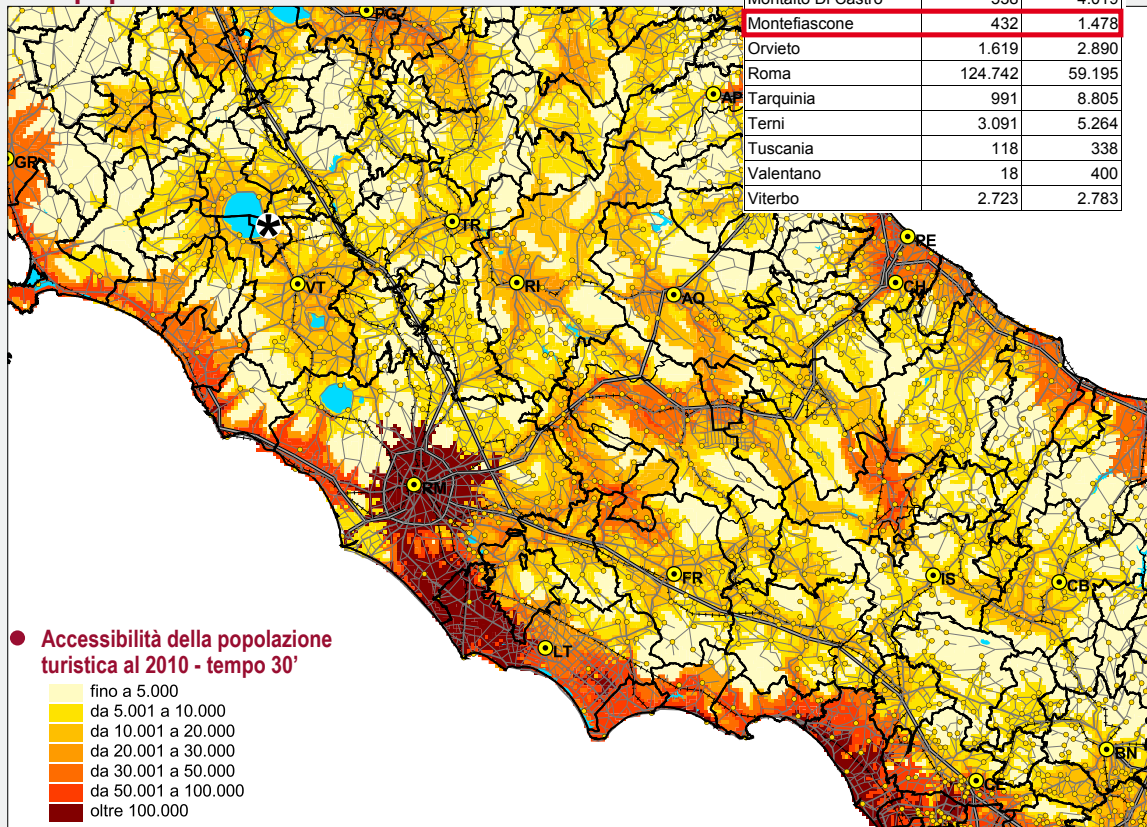 Montefiascone 432 1.478
Orvieto 1.619 2.890
Roma 124.742 59.195
Tarquinia 991 8.805
Terni 3.091 5.264
Tuscania 118 338
Valentano 18 400
Viterbo 2.723 2.783
PG
AP
GR
TR
PE
VT
RI
AQ
CH
RM
FR
IS
CB
LT
BN
CE
● Accessibilità della popolazione
turistica al 2010 - tempo 30’
fino a 5.000
da 5.001 a 10.000
da 10.001 a 20.000
da 20.001 a 30.000
da 30.001 a 50.000
da 50.001 a 100.000
oltre 100.000